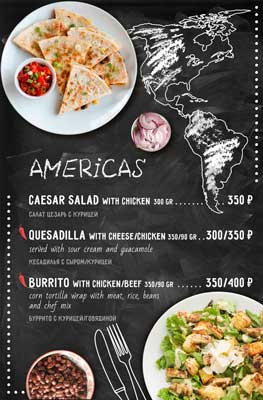 AMERICAS
CAESAR SALAD WITH CHICKEN 300 GR ....... 350 ₽
САЛАТ ЦЕЗАРЬ С КУРИЦЕЙ
QUESADILLA WITH CHEESE/CHICKEN 350/90 GR .. 300/350 ₽
served with sour cream and guacamole
КЕСАДИЛЬЯ С СЫРОМ/КУРИЦЕЙ
BURRITO WITH CHICKEN/BEEF 350/90 GR ....... 350/400 ₽
corn tortilla wrap with meat, rice, beans
and chef mix
БУРРИТО С КУРИЦЕЙ/ГОВЯДИНОЙ